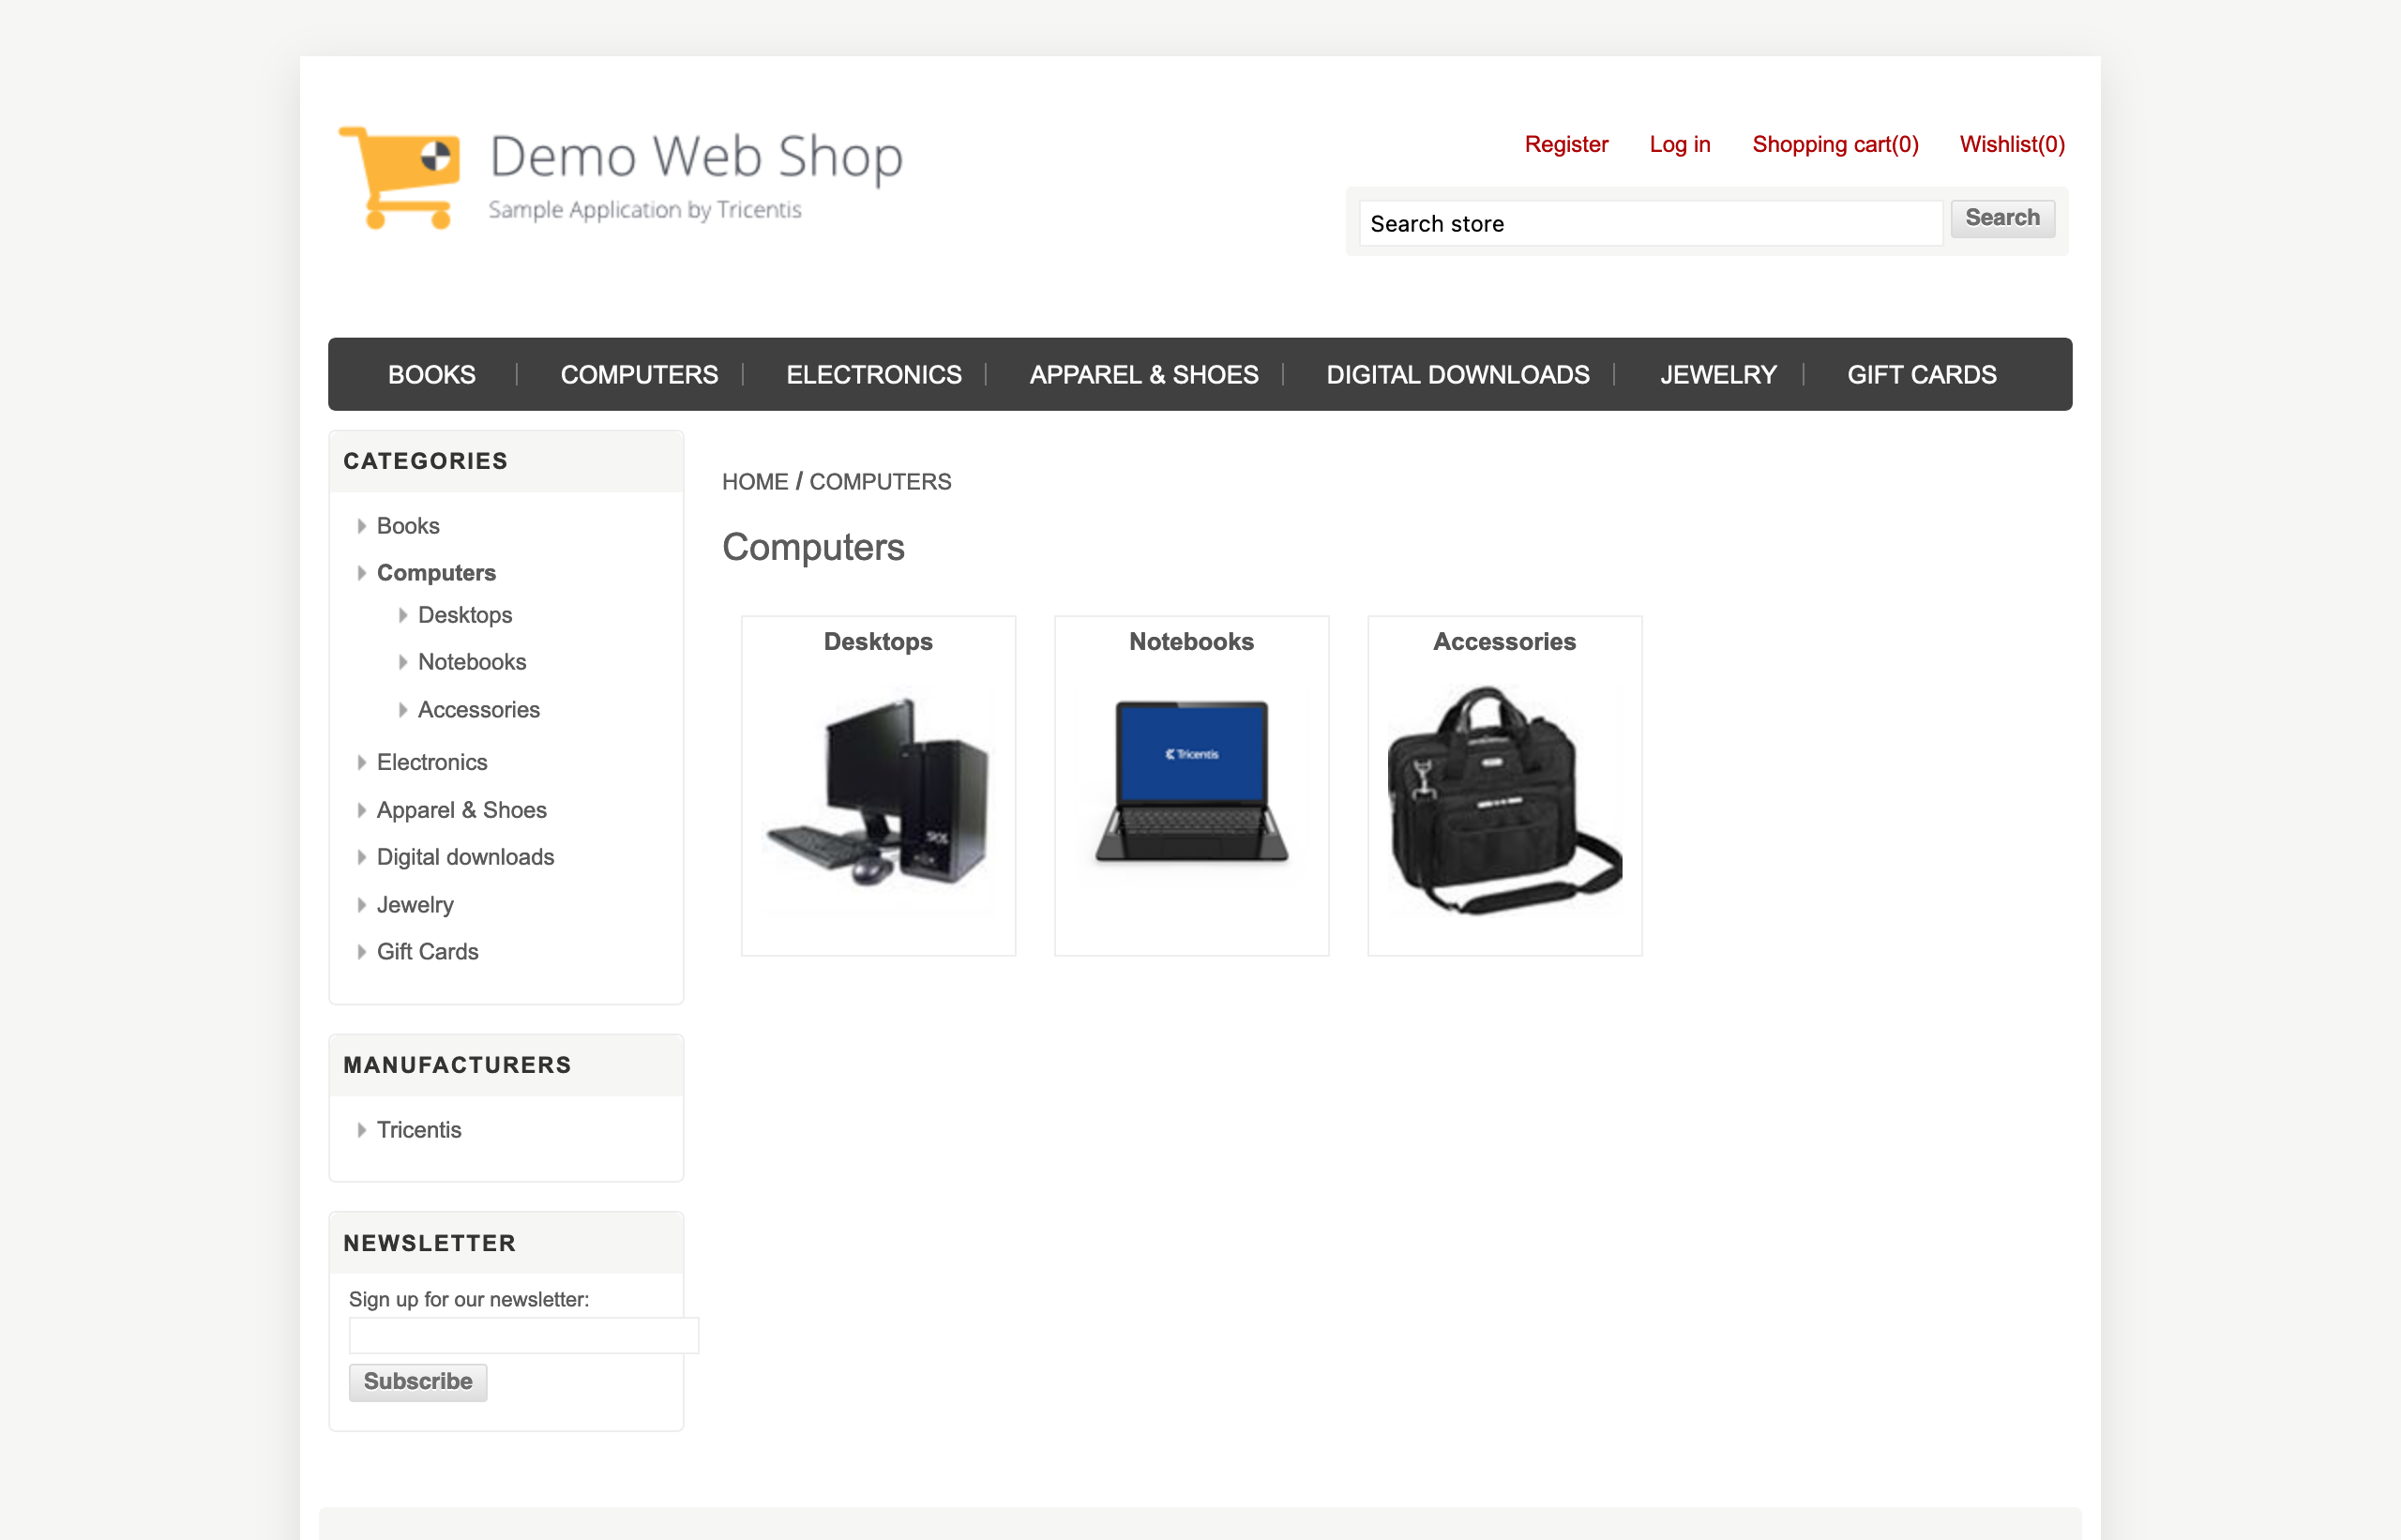 Demo Web Shop
Sample Application by Tricentis
Register Log in Shopping cart(0) Wishlist(0)
Search store Search
BOOKS COMPUTERS ELECTRONICS APPAREL & SHOES DIGITAL DOWNLOADS JEWELRY GIFT CARDS
CATEGORIES
Books
Computers
Desktops
Notebooks
Accessories
Electronics
Apparel & Shoes
Digital downloads
Jewelry
Gift Cards
MANUFACTURERS
Tricentis
NEWSLETTER
Sign up for our newsletter:
Subscribe
HOME / COMPUTERS
Computers
Desktops
Notebooks
Tricentis
Accessories